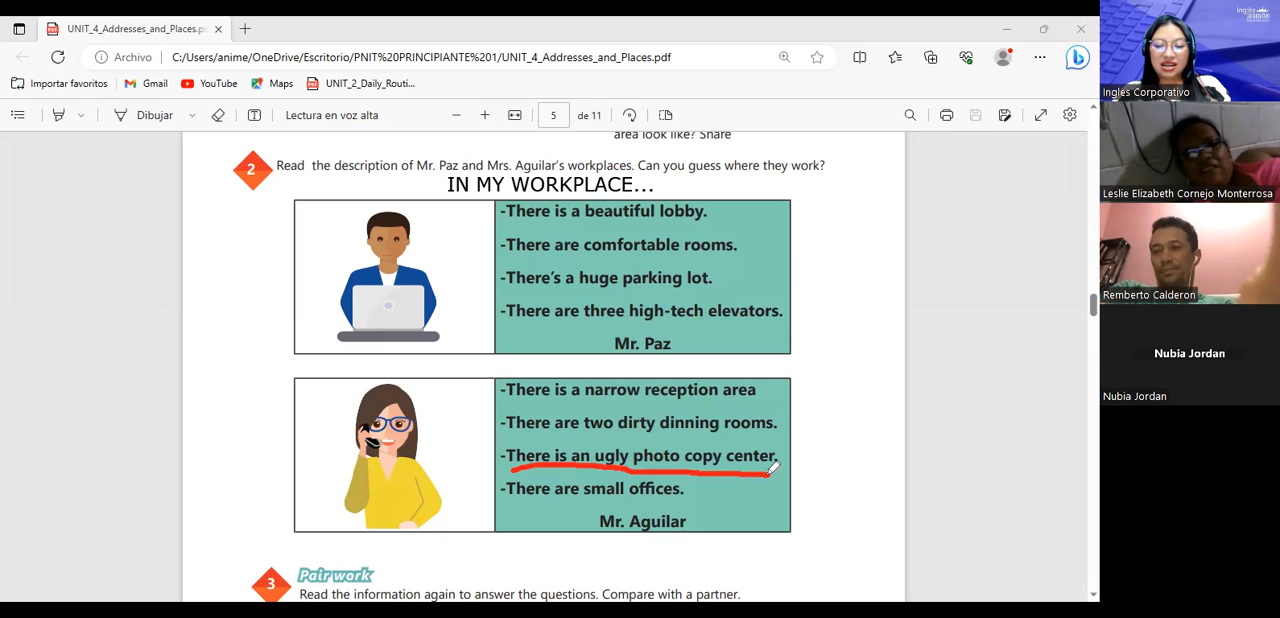 UNIT_4_Addresses_and_Places.pc
Archivo
C:/Users/anime/OneDrive/Escritorio/PNIT%20PRINCIPIANTE%201/UNIT_4_Addresses_and_Places.pdf
Importar favoritos
Gmail
YouTube
Maps
UNIT_2_Daily_Routi...
Dibujar
Lectura en voz alta
5
de 11
area look like? Share
2
Read the description of Mr. Paz and Mrs. Aguilar's workplaces. Can you guess where they work?
IN MY WORKPLACE...
-There is a beautiful lobby.
-There are comfortable rooms.
-There's a huge parking lot.
-There are three high-tech elevators.
Mr. Paz
-There is a narrow reception area
-There are two dirty dinning rooms.
-There is an ugly photo copy center.
-There are small offices.
Mr. Aguilar
3
Pair work
Read the information again to answer the questions. Compare with a partner.
Inglés
Inglés Corporativo
Leslie Elizabeth Cornejo Monterrosa
Remberto Calderon
Nubia Jordan
Nubia Jordan